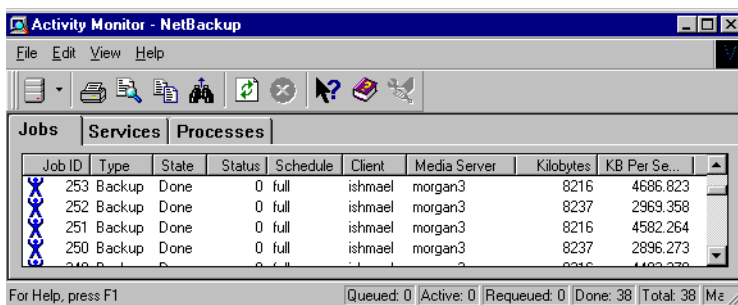 Activity Monitor - NetBackup
File Edit View Help
Jobs Services Processes
Job ID Type State Status Schedule Client Media Server Kilobytes KB Per Se...
253 Backup Done 0 full ishmael morgan3 8216 4686.823
252 Backup Done 0 full ishmael morgan3 8237 2969.358
251 Backup Done 0 full ishmael morgan3 8216 4582.264
250 Backup Done 0 full ishmael morgan3 8237 2896.273
For Help, press F1 Queued: 0 Active: 0 Requeued: 0 Done: 38 Total: 38 Ma